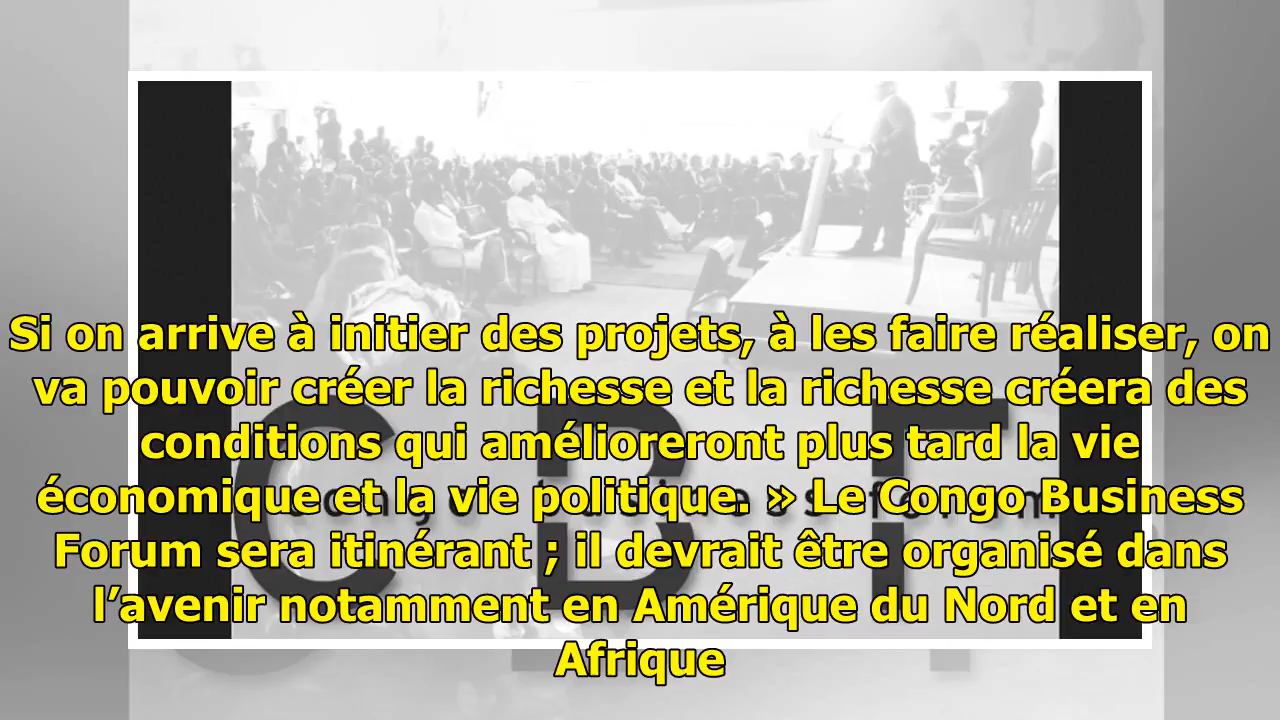 Si on arrive à initier des projets, à les faire réaliser, on
va pouvoir créer la richesse et la richesse créera des
conditions qui amélioreront plus tard la vie
économique et la vie politique. » Le Congo Business
Forum sera itinérant ; il devrait être organisé dans
l’avenir notamment en Amérique du Nord et en
Afrique
C B F